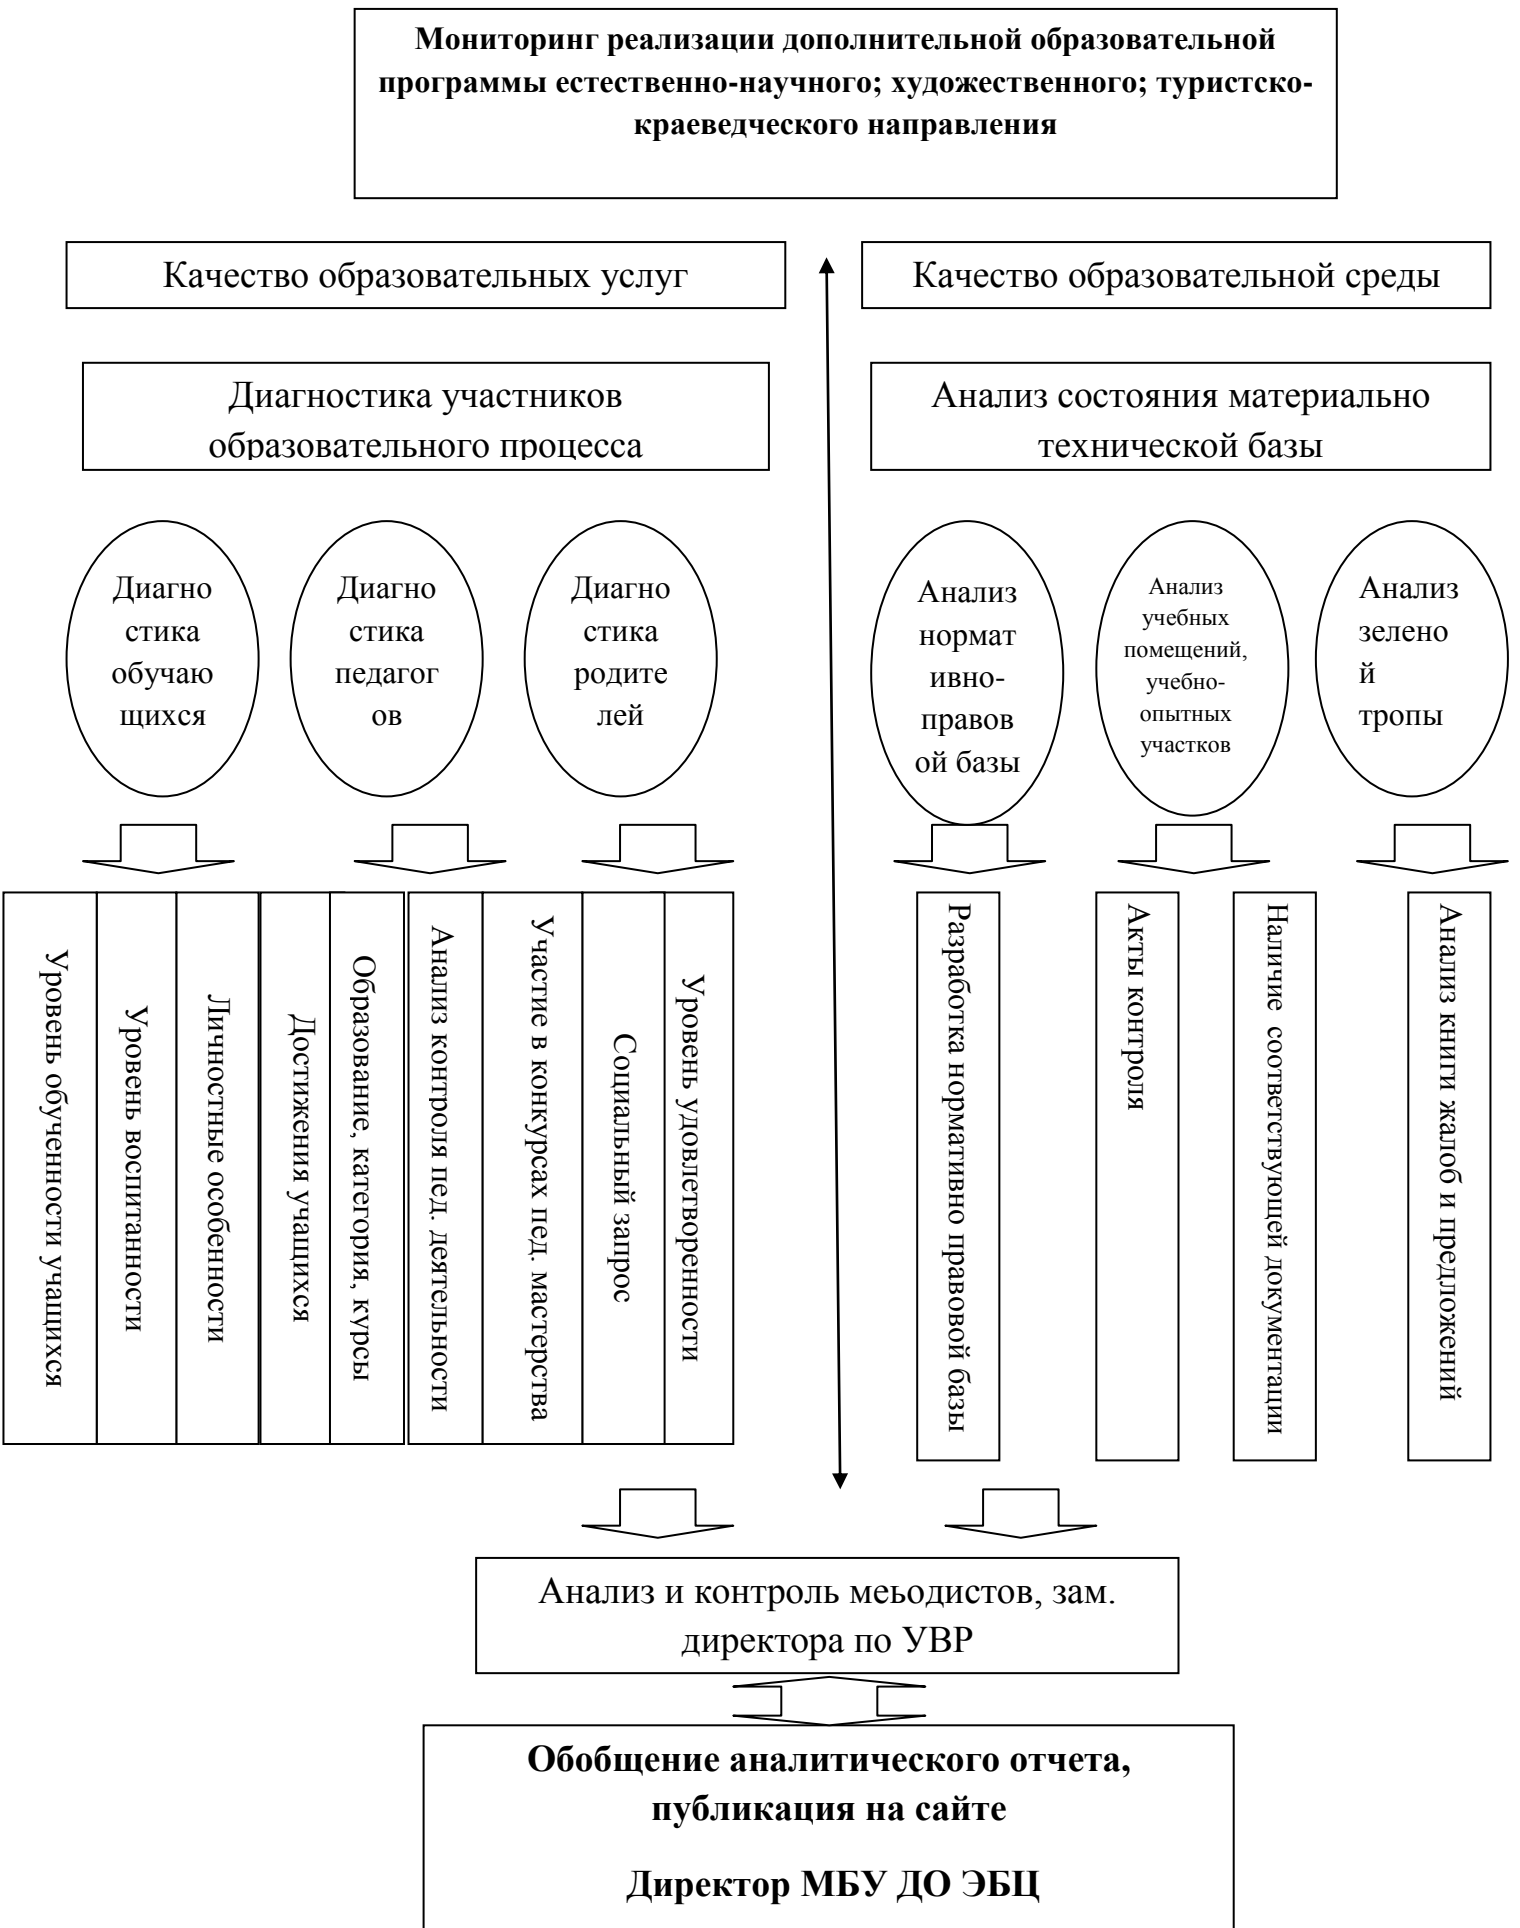 Мониторинг реализации дополнительной образовательной
программы естественно-научного; художественного; туристско-
краеведческого направления
Качество образовательных услуг
Качество образовательной среды
Диагностика участников
образовательного процесса
Анализ состояния материально
технической базы
Диагно
стика
обучаю
щихся
Диагно
стика
педагог
ов
Диагно
стика
родите
лей
Анализ
нормат
ивно-
правов
ой базы
Анализ
учебных
помещений,
учебно-
опытных
участков
Анализ
зелено
й
тропы
Уровень обученности учащихся
Уровень воспитанности
Личностные особенности
Достижения учащихся
Образование, категория, курсы
Анализ контроля пед. деятельности
Участие в конкурсах пед. мастерства
Социальный запрос
Уровень удовлетворенности
Разработка нормативно правовой базы
Акты контроля
Наличие соответствующей документации
Анализ книги жалоб и предложений
Анализ и контроль меьодистов, зам.
директора по УВР
Обобщение аналитического отчета,
публикация на сайте
Директор МБУ ДО ЭБЦ